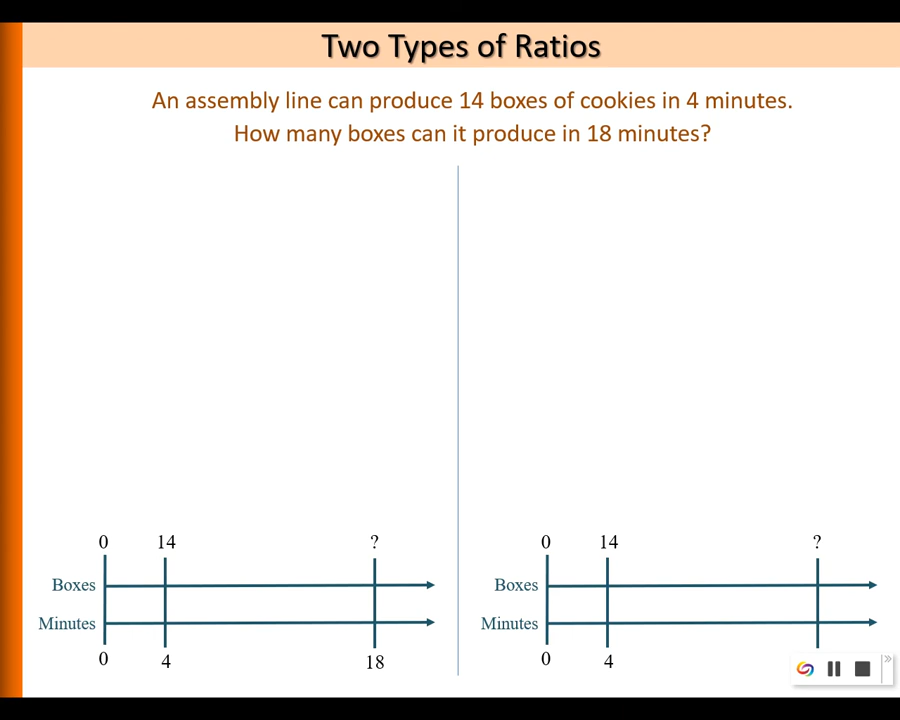 Two Types of Ratios
An assembly line can produce 14 boxes of cookies in 4 minutes.
How many boxes can it produce in 18 minutes?
0 14 ?
Boxes
Minutes
0 4 18
0 14 ?
Boxes
Minutes
0 4